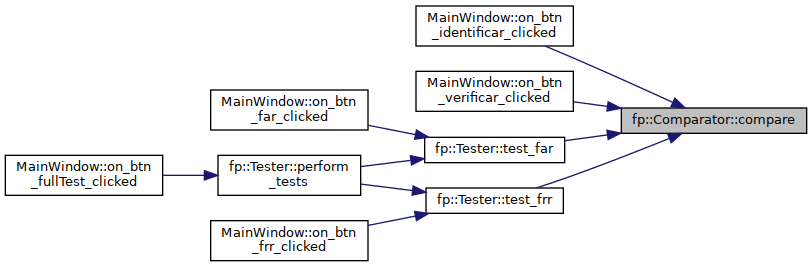 MainWindow::on_btn
_identificar_clicked
MainWindow::on_btn
_verificar_clicked
fp::Comparator::compare
MainWindow::on_btn
_far_clicked
fp::Tester::test_far
MainWindow::on_btn
_fullTest_clicked
fp::Tester::perform
_tests
fp::Tester::test_frr
MainWindow::on_btn
_frr_clicked